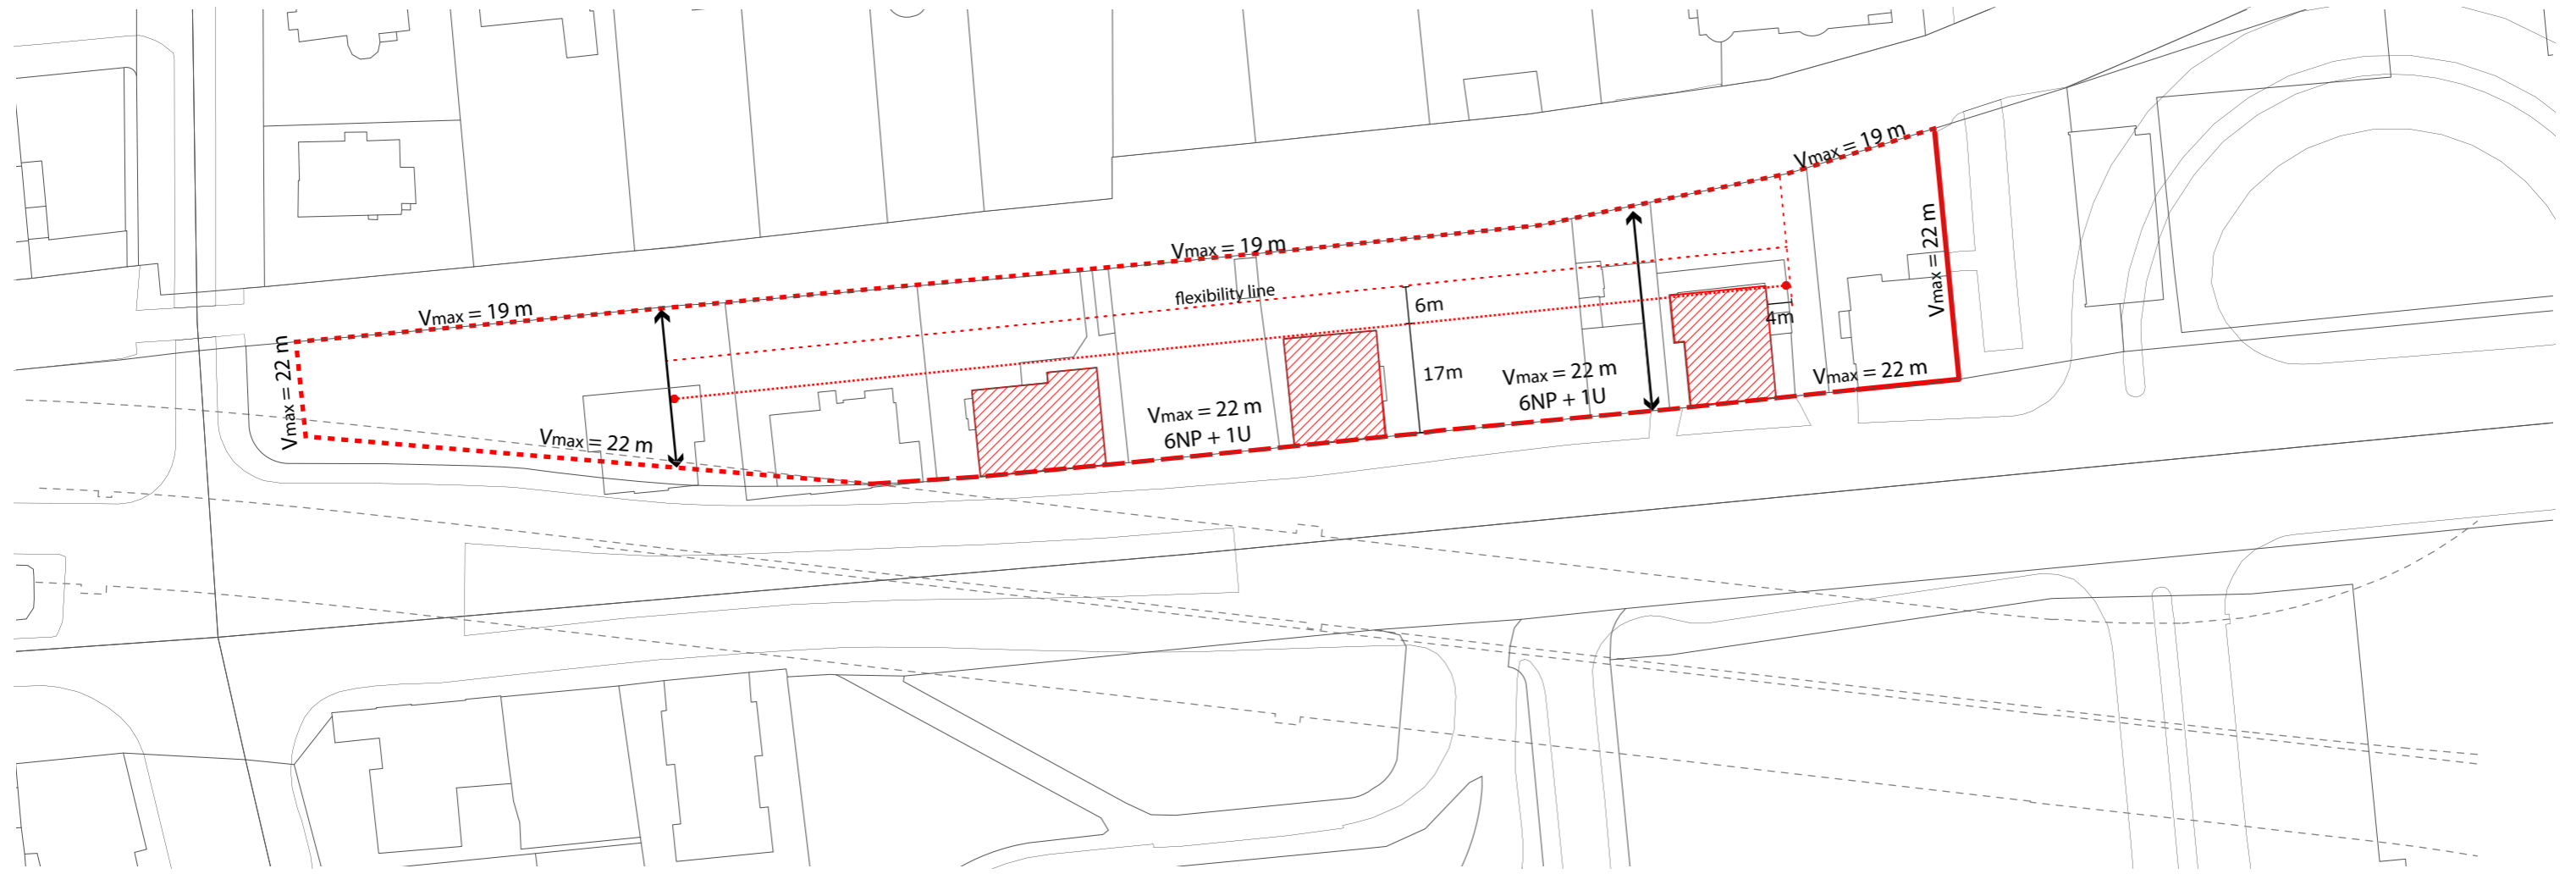 Vmax = 19 m
Vmax = 19 m
Vmax = 22 m
Vmax = 19 m
flexibility line
6m
4m
Vmax = 22 m
Vmax = 22 m
17m
Vmax = 22 m
6NP + 1U
Vmax = 22 m
Vmax = 22 m
6NP + 1U
Vmax = 22 m